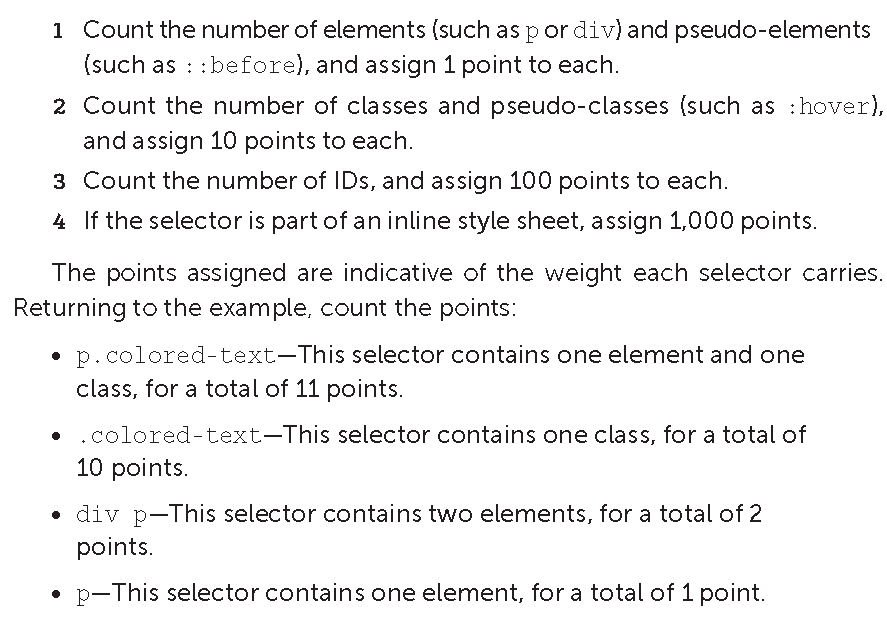 1 Count the number of elements (such as p or div) and pseudo-elements
(such as ::before), and assign 1 point to each.
2 Count the number of classes and pseudo-classes (such as :hover),
and assign 10 points to each.
3 Count the number of IDs, and assign 100 points to each.
4 If the selector is part of an inline style sheet, assign 1,000 points.
The points assigned are indicative of the weight each selector carries.
Returning to the example, count the points:
• p.colored-text—This selector contains one element and one
class, for a total of 11 points.
• .colored-text—This selector contains one class, for a total of
10 points.
• div p—This selector contains two elements, for a total of 2
points.
• p—This selector contains one element, for a total of 1 point.